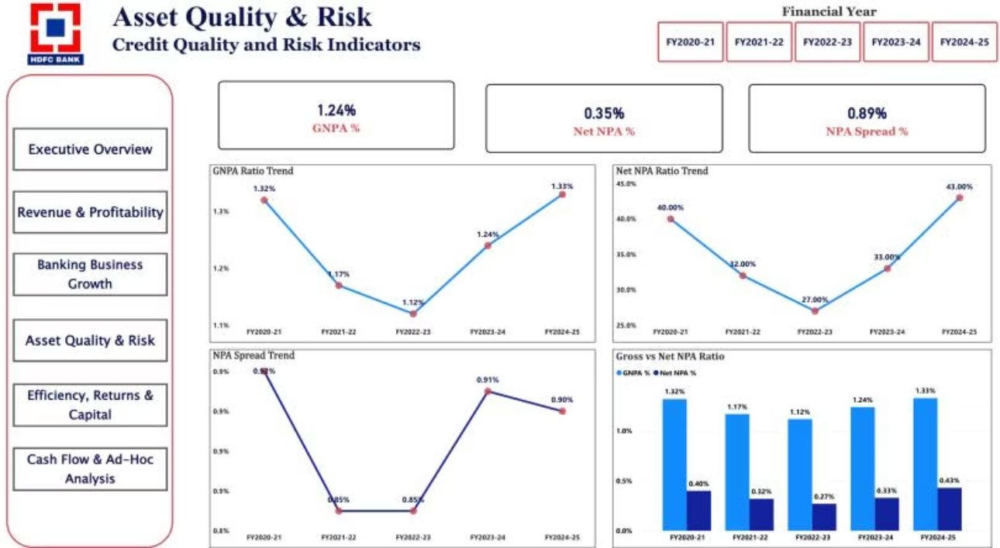 HDFC BANK
Asset Quality & Risk
Credit Quality and Risk Indicators
Financial Year
FY2020-21
FY2021-22
FY2022-23
FY2023-24
FY2024-25
Executive Overview
Revenue & Profitability
Banking Business
Growth
Asset Quality & Risk
Efficiency, Returns &
Capital
Cash Flow & Ad-Hoc
Analysis
1.24%
GNPA %
0.35%
Net NPA %
0.89%
NPA Spread %
GNPA Ratio Trend
1.3%
1.2%
1.1%
1.32%
1.17%
1.12%
1.24%
1.33%
FY2020-21
FY2021-22
FY2022-23
FY2023-24
FY2024-25
Net NPA Ratio Trend
45.0%
40.0%
35.0%
30.0%
25.0%
40.00%
32.00%
27.00%
33.00%
43.00%
FY2020-21
FY2021-22
FY2022-23
FY2023-24
FY2024-25
NPA Spread Trend
0.9%
0.9%
0.9%
0.9%
0.8%
0.92%
0.85%
0.85%
0.91%
0.90%
FY2020-21
FY2021-22
FY2022-23
FY2023-24
FY2024-25
Gross vs Net NPA Ratio
GNPA % Net NPA %
1.0%
0.5%
0.0%
1.32%
0.40%
1.17%
0.32%
1.12%
0.27%
1.24%
0.33%
1.33%
0.43%
FY2020-21
FY2021-22
FY2022-23
FY2023-24
FY2024-25